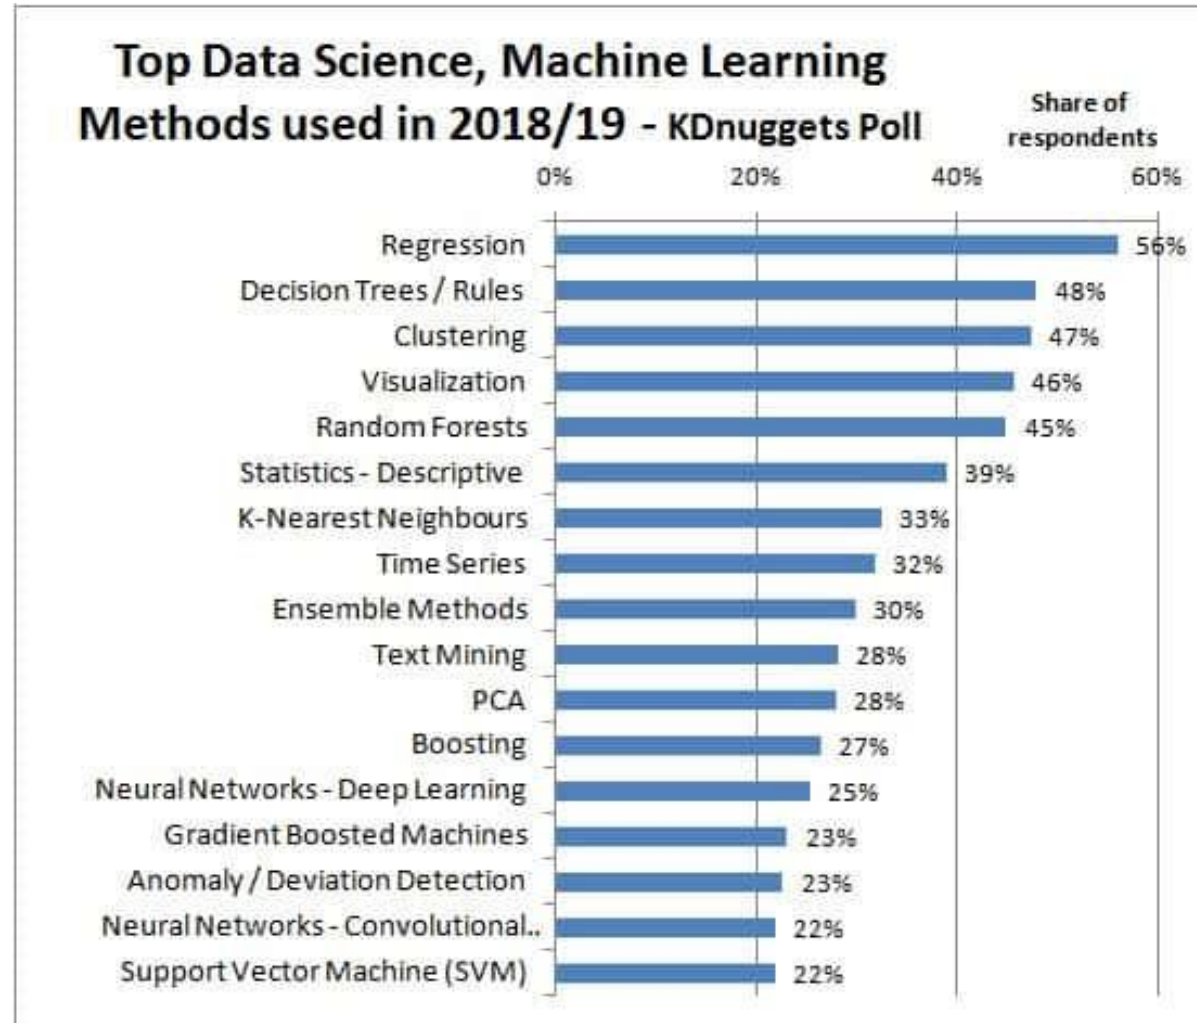 Top Data Science, Machine Learning
Methods used in 2018/19 - KDnuggets Poll
Share of
respondents
0% 20% 40% 60%
Regression 56%
Decision Trees / Rules 48%
Clustering 47%
Visualization 46%
Random Forests 45%
Statistics - Descriptive 39%
K-Nearest Neighbours 33%
Time Series 32%
Ensemble Methods 30%
Text Mining 28%
PCA 28%
Boosting 27%
Neural Networks - Deep Learning 25%
Gradient Boosted Machines 23%
Anomaly / Deviation Detection 23%
Neural Networks - Convolutional.. 22%
Support Vector Machine (SVM) 22%